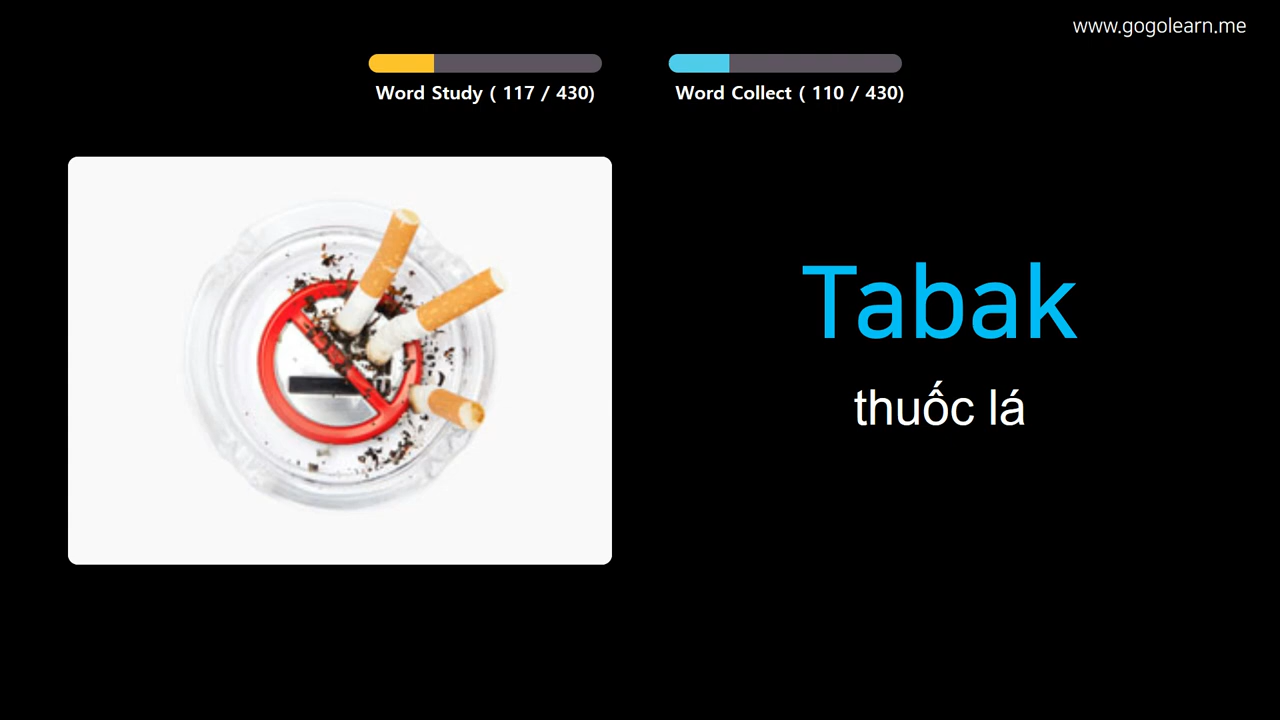 www.gogolearn.me
Word Study ( 117 / 430)
Word Collect ( 110 / 430)
Tabak
thuốc lá